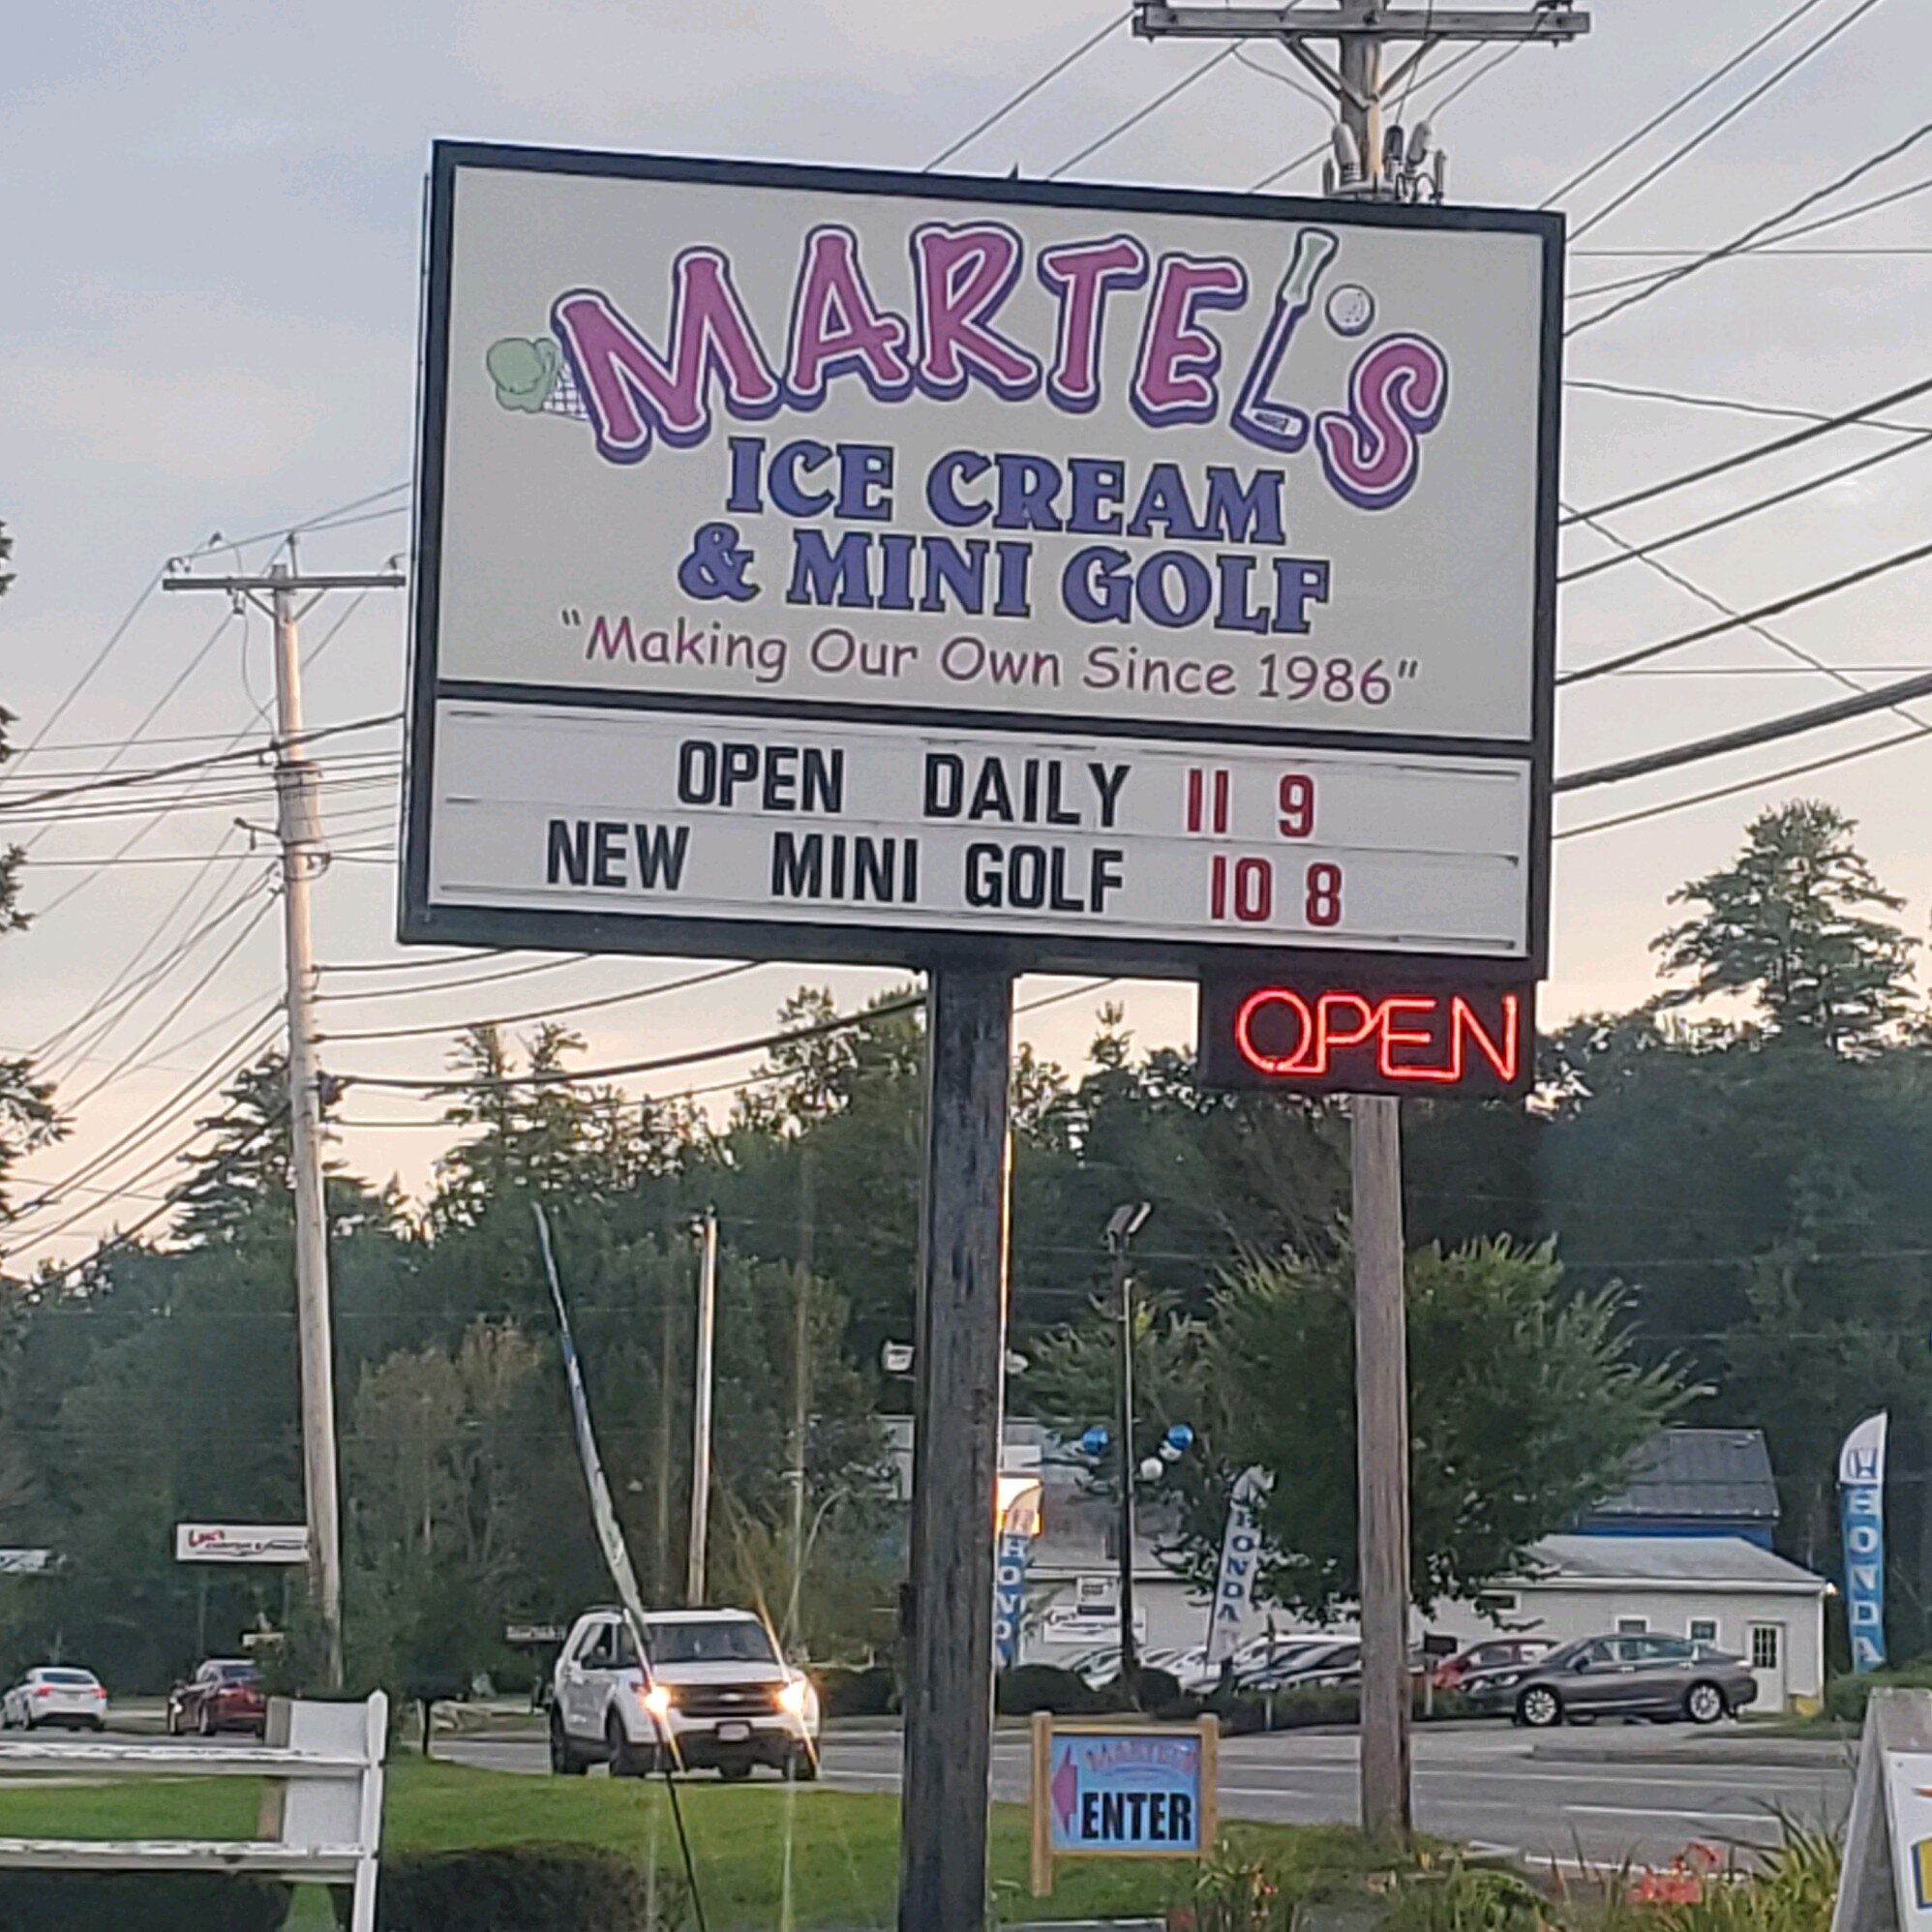 MARTEL'S
ICE CREAM
& MINI GOLF
"Making Our Own Since 1986"
OPEN DAILY 11 9
NEW MINI GOLF 10 8
OPEN
HONDA
HONDA
HONDA
ENTER